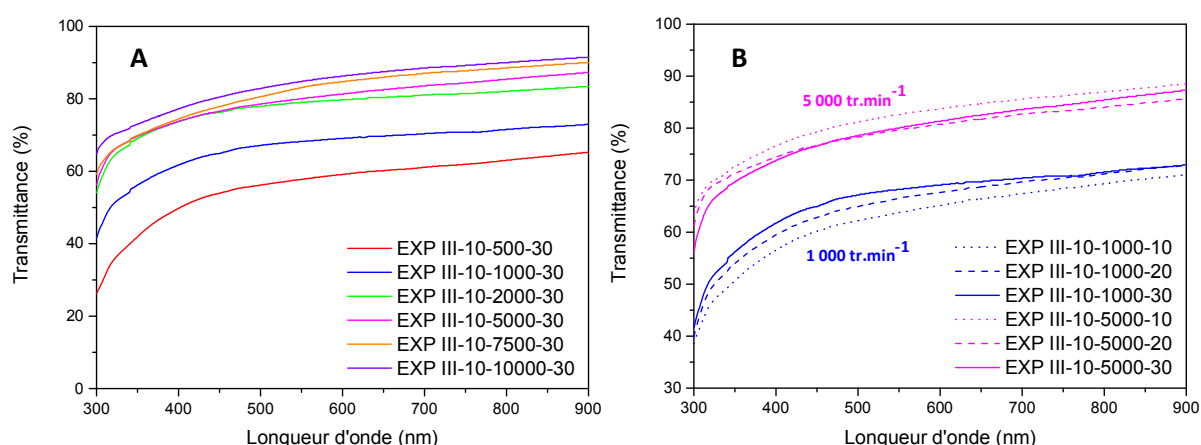 A
Transmittance (%)
100
80
60
40
20
0
300 400 500 600 700 800 900
Longueur d'onde (nm)
EXP III-10-500-30
EXP III-10-1000-30
EXP III-10-2000-30
EXP III-10-5000-30
EXP III-10-7500-30
EXP III-10-10000-30
B
Transmittance (%)
100
90
80
70
60
50
40
30
300 400 500 600 700 800 900
Longueur d'onde (nm)
5 000 tr.min⁻¹
1 000 tr.min⁻¹
EXP III-10-1000-10
EXP III-10-1000-20
EXP III-10-1000-30
EXP III-10-5000-10
EXP III-10-5000-20
EXP III-10-5000-30